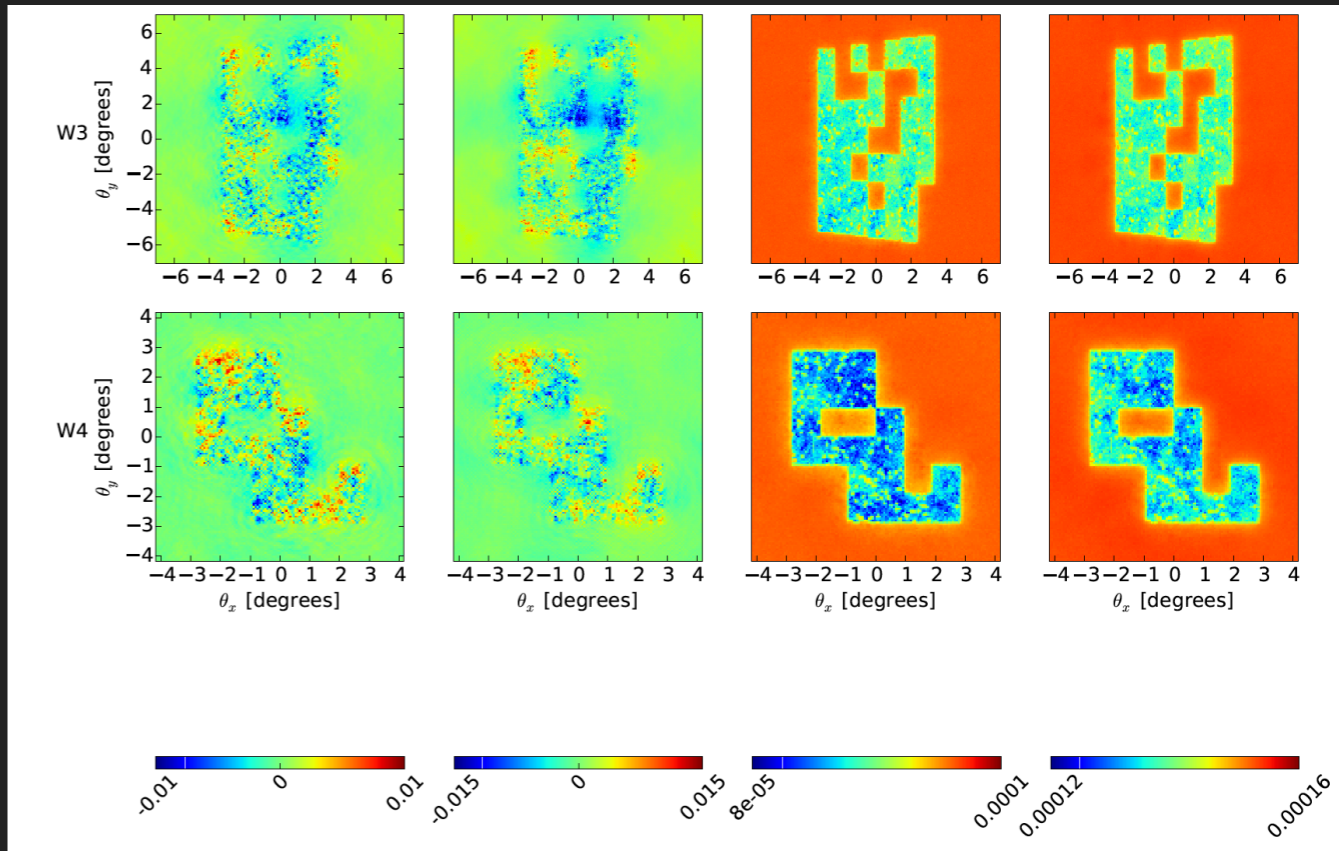 6
4
2
0
−2
−4
−6
W3
θy [degrees]
−6 −4 −2 0 2 4 6
−6 −4 −2 0 2 4 6
−6 −4 −2 0 2 4 6
−6 −4 −2 0 2 4 6
4
3
2
1
0
−1
−2
−3
−4
W4
θy [degrees]
−4−3−2−1 0 1 2 3 4
−4−3−2−1 0 1 2 3 4
−4−3−2−1 0 1 2 3 4
−4−3−2−1 0 1 2 3 4
θx [degrees]
θx [degrees]
θx [degrees]
θx [degrees]
-0.01 0 0.01
-0.015 0 0.015
8e-05 0.0001
0.00012 0.00016